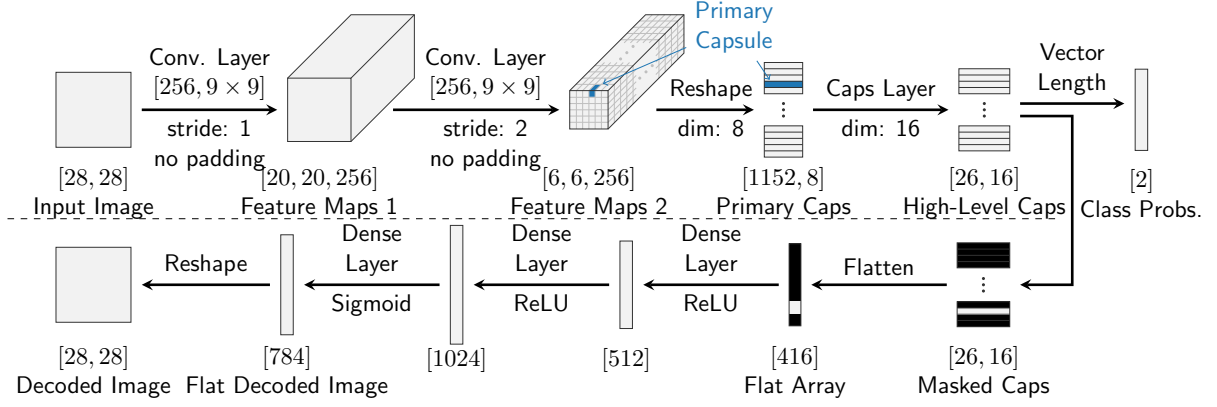 Primary
Capsule
Conv. Layer
[256, 9 × 9]
stride: 1
no padding
Conv. Layer
[256, 9 × 9]
stride: 2
no padding
Reshape
dim: 8
Caps Layer
dim: 16
Vector
Length
[28, 28]
Input Image
[20, 20, 256]
Feature Maps 1
[6, 6, 256]
Feature Maps 2
[1152, 8]
Primary Caps
[26, 16]
High-Level Caps
[2]
Class Probs.
Reshape
Dense
Layer
Sigmoid
Dense
Layer
ReLU
Dense
Layer
ReLU
Flatten
[28, 28]
Decoded Image
[784]
Flat Decoded Image
[1024]
[512]
[416]
Flat Array
[26, 16]
Masked Caps